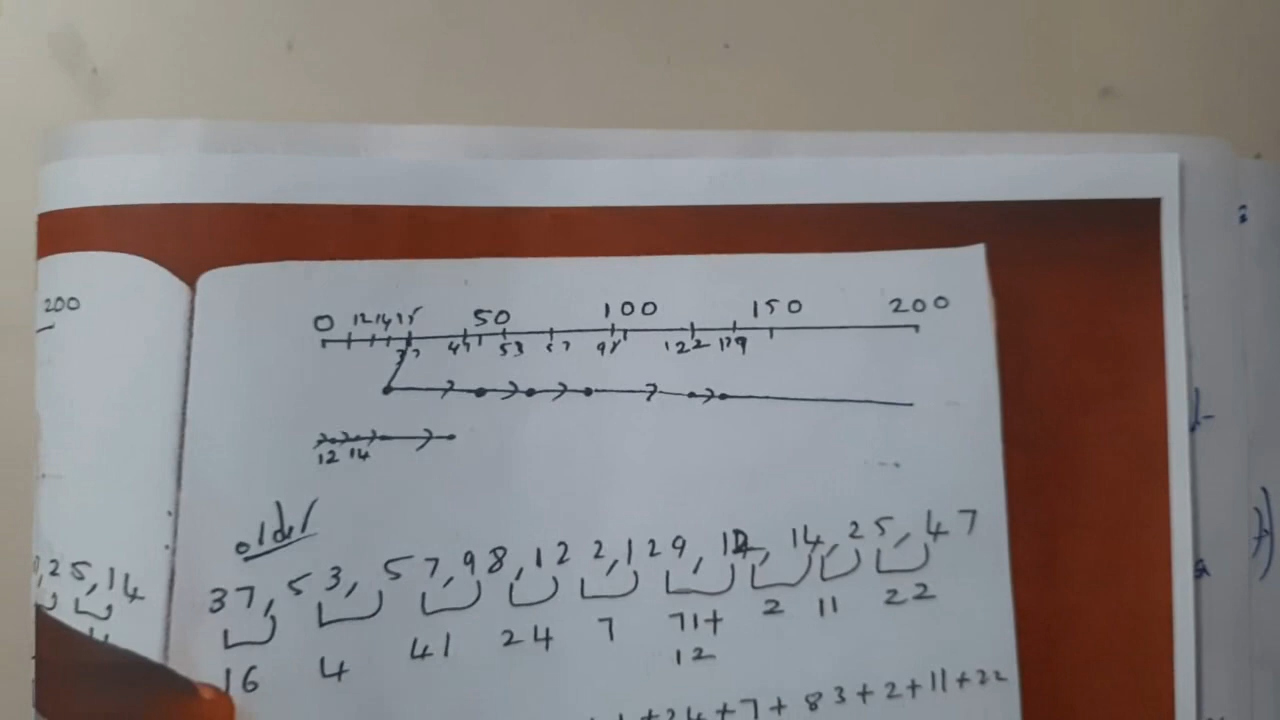 200
0 12 14 25 50 100 150 200
37 47 53 57 98 122 129
12 14
older
25, 14
37, 53, 57, 98, 122, 129, 12, 14, 25, 47
16 4 41 24 7 71+ 2 11 22
12
+24+7+83+2+11+22